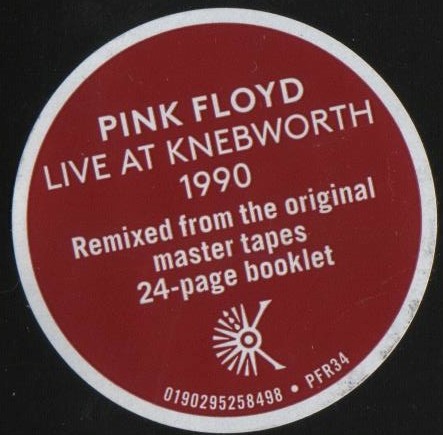 PINK FLOYD
LIVE AT KNEBWORTH
1990
Remixed from the original
master tapes
24-page booklet
0190295258498 • PFR34